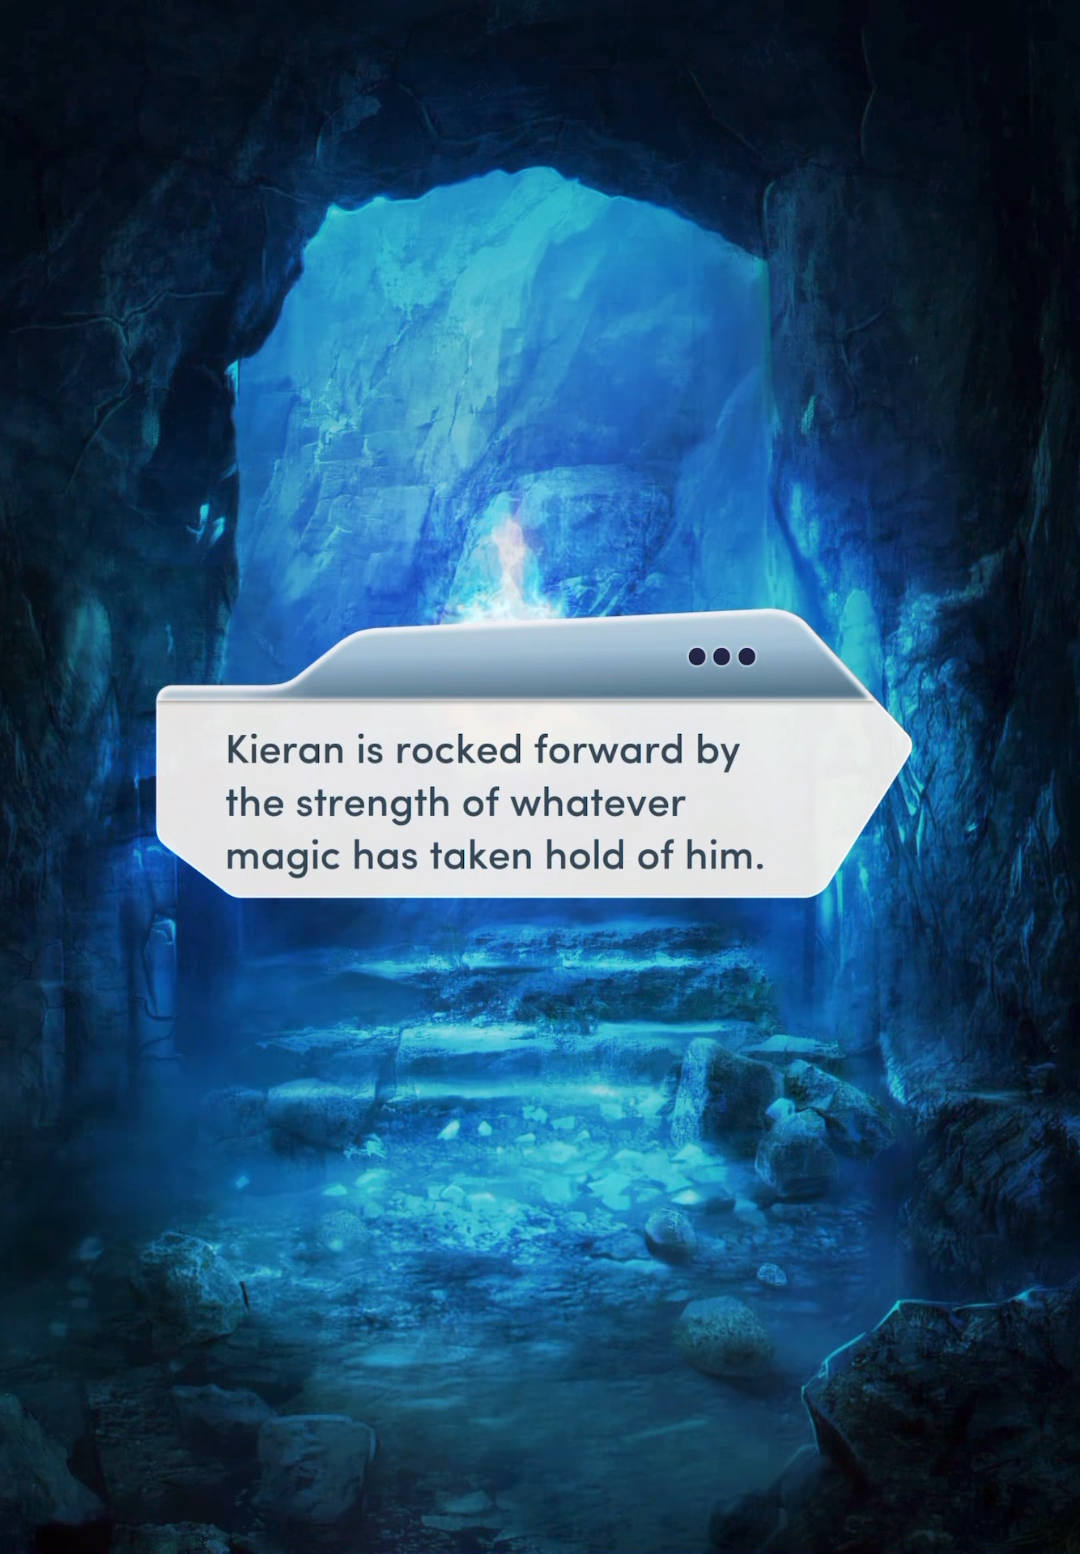 Kieran is rocked forward by
the strength of whatever
magic has taken hold of him.